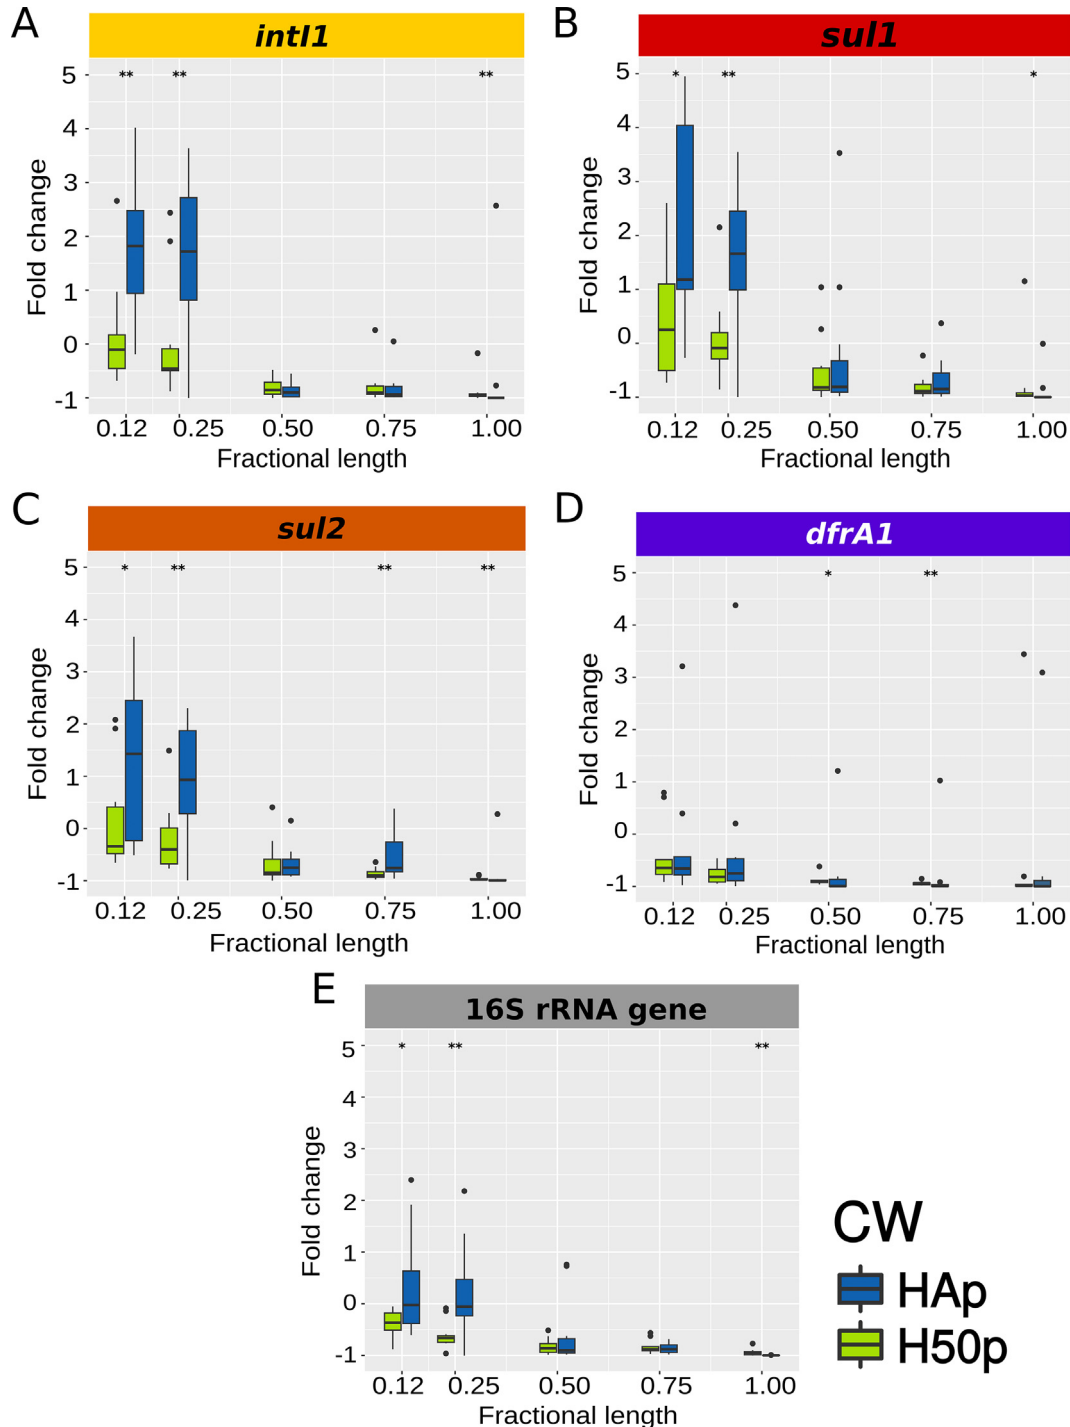 A
intI1
5
4
3
2
1
0
-1
** ** **
Fold change
0.12 0.25 0.50 0.75 1.00
Fractional length
B
sul1
5
4
3
2
1
0
-1
* ** *
Fold change
0.12 0.25 0.50 0.75 1.00
Fractional length
C
sul2
5
4
3
2
1
0
-1
* ** ** **
Fold change
0.12 0.25 0.50 0.75 1.00
Fractional length
D
dfrA1
5
4
3
2
1
0
-1
* **
Fold change
0.12 0.25 0.50 0.75 1.00
Fractional length
E
16S rRNA gene
5
4
3
2
1
0
-1
* ** **
Fold change
0.12 0.25 0.50 0.75 1.00
Fractional length
CW
HAp
H50p